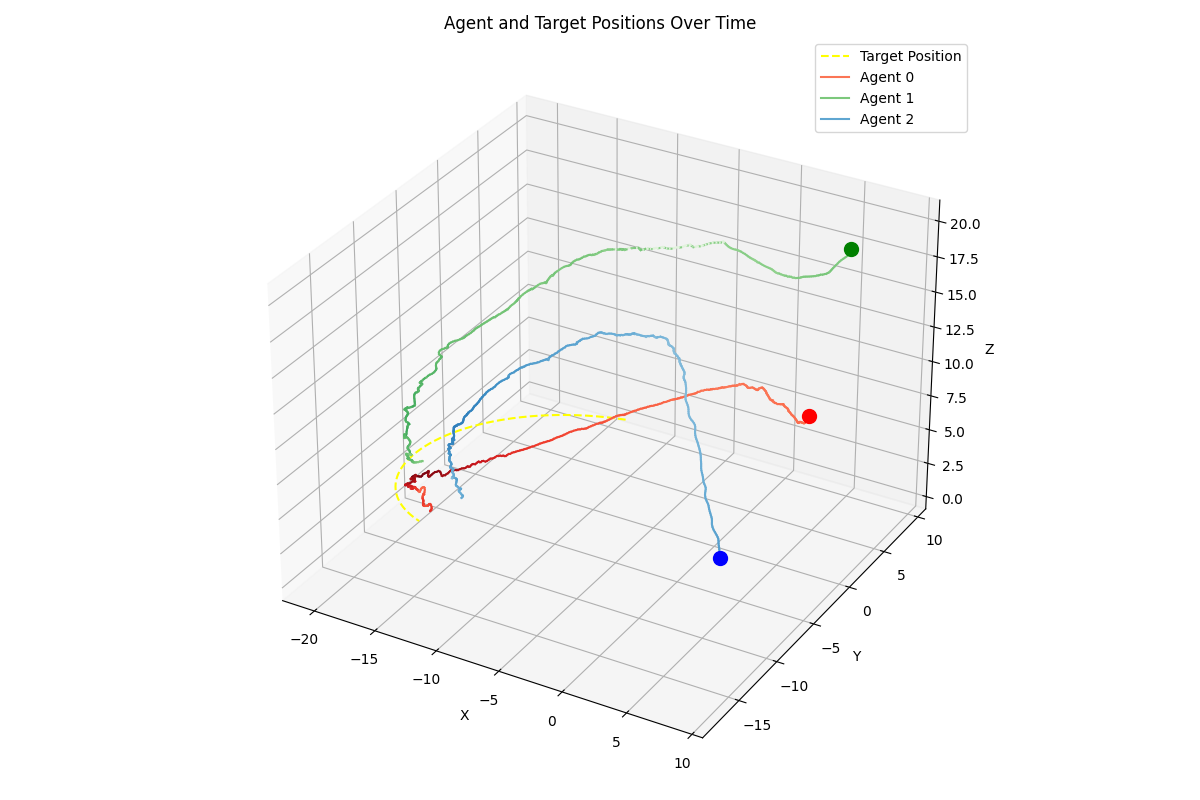 Agent and Target Positions Over Time
Target Position
Agent 0
Agent 1
Agent 2
20.0
17.5
15.0
12.5
Z
10.0
7.5
5.0
2.5
0.0
10
5
0
−5
Y
−10
−15
−20
−15
−10
−5
X
0
5
10